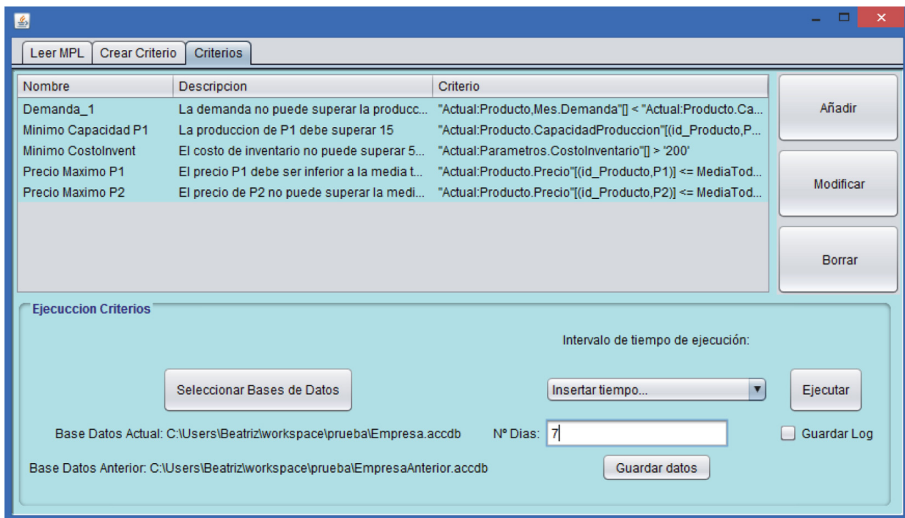 Leer MPL Crear Criterio Criterios
Nombre Descripcion Criterio
Demanda_1 La demanda no puede superar la producc... "Actual:Producto,Mes.Demanda"[] < "Actual:Producto.Ca...
Minimo Capacidad P1 La produccion de P1 debe superar 15 "Actual:Producto.CapacidadProduccion"[(id_Producto,P...
Minimo CostoInvent El costo de inventario no puede superar 5... "Actual:Parametros.CostoInventario"[] > '200'
Precio Maximo P1 El precio P1 debe ser inferior a la media t... "Actual:Producto.Precio"[(id_Producto,P1)] <= MediaTod...
Precio Maximo P2 El precio de P2 no puede superar la medi... "Actual:Producto.Precio"[(id_Producto,P2)] <= MediaTod...
Añadir
Modificar
Borrar
Ejecuccion Criterios
Intervalo de tiempo de ejecución:
Seleccionar Bases de Datos Insertar tiempo... Ejecutar
Base Datos Actual: C:\Users\Beatriz\workspace\prueba\Empresa.accdb Nº Dias: 7 Guardar Log
Base Datos Anterior: C:\Users\Beatriz\workspace\prueba\EmpresaAnterior.accdb Guardar datos